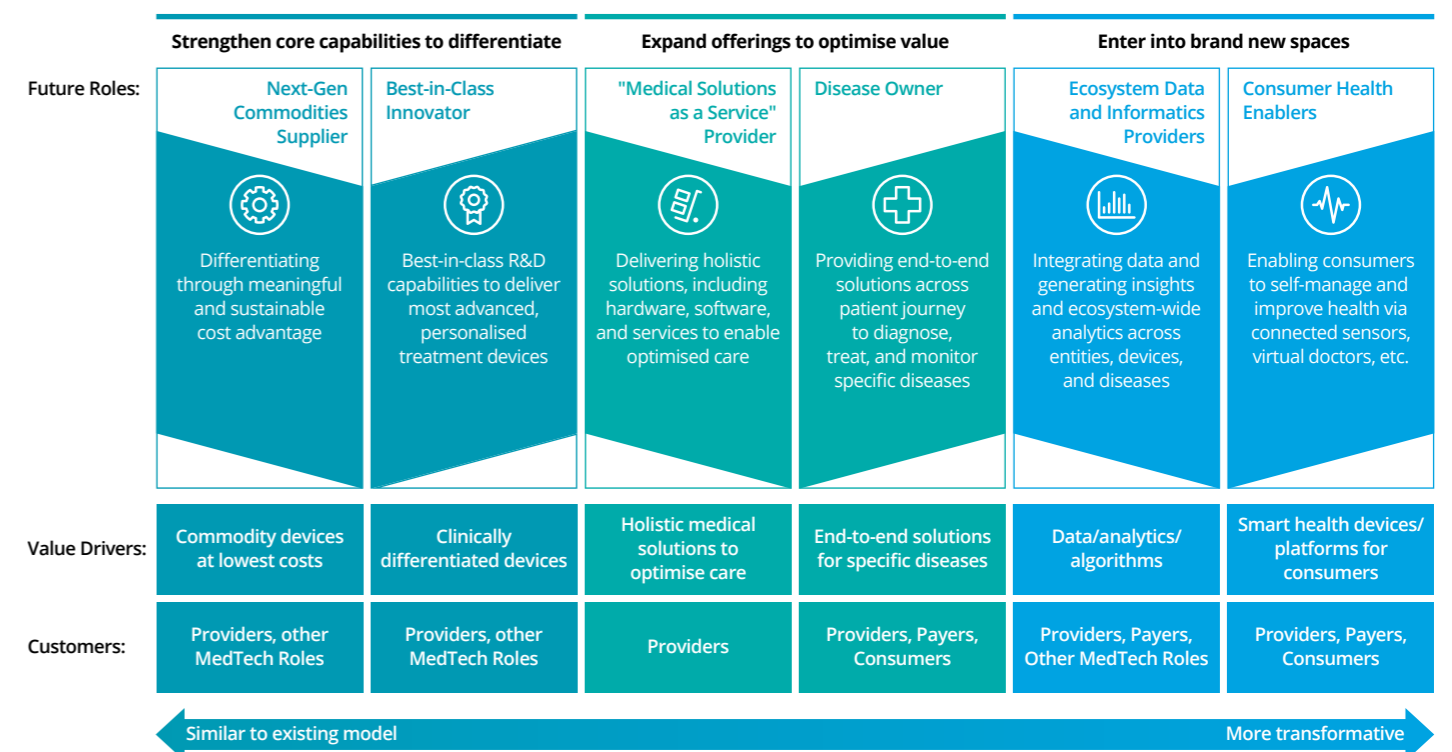 Strengthen core capabilities to differentiate
Expand offerings to optimise value
Enter into brand new spaces
Future Roles:
Next-Gen
Commodities
Supplier
Best-in-Class
Innovator
"Medical Solutions
as a Service"
Provider
Disease Owner
Ecosystem Data
and Informatics
Providers
Consumer Health
Enablers
Differentiating
through meaningful
and sustainable
cost advantage
Best-in-class R&D
capabilities to deliver
most advanced,
personalised
treatment devices
Delivering holistic
solutions, including
hardware, software,
and services to enable
optimised care
Providing end-to-end
solutions across
patient journey
to diagnose,
treat, and monitor
specific diseases
Integrating data and
generating insights
and ecosystem-wide
analytics across
entities, devices,
and diseases
Enabling consumers
to self-manage and
improve health via
connected sensors,
virtual doctors, etc.
Value Drivers:
Commodity devices
at lowest costs
Clinically
differentiated devices
Holistic medical
solutions to
optimise care
End-to-end solutions
for specific diseases
Data/analytics/
algorithms
Smart health devices/
platforms for
consumers
Customers:
Providers, other
MedTech Roles
Providers, other
MedTech Roles
Providers
Providers, Payers,
Consumers
Providers, Payers,
Other MedTech Roles
Providers, Payers,
Consumers
Similar to existing model
More transformative